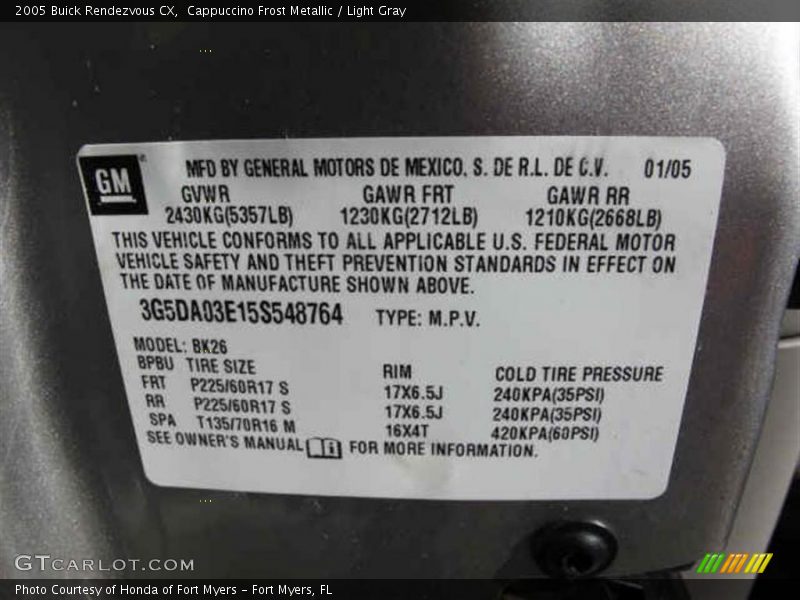 2005 Buick Rendezvous CX,  Cappuccino Frost Metallic / Light Gray
GM
MFD BY GENERAL MOTORS DE MEXICO, S. DE R.L. DE C.V. 01/05
GVWR GAWR FRT GAWR RR
2430KG(5357LB) 1230KG(2712LB) 1210KG(2668LB)
THIS VEHICLE CONFORMS TO ALL APPLICABLE U.S. FEDERAL MOTOR
VEHICLE SAFETY AND THEFT PREVENTION STANDARDS IN EFFECT ON
THE DATE OF MANUFACTURE SHOWN ABOVE.
3G5DA03E15S548764 TYPE: M.P.V.
MODEL: BK26
BPBU TIRE SIZE RIM COLD TIRE PRESSURE
FRT P225/60R17 S 17X6.5J 240KPA(35PSI)
RR P225/60R17 S 17X6.5J 240KPA(35PSI)
SPA T135/70R16 M 16X4T 420KPA(60PSI)
SEE OWNER'S MANUAL FOR MORE INFORMATION.
GTCarLot.com
Photo Courtesy of Honda of Fort Myers - Fort Myers, FL